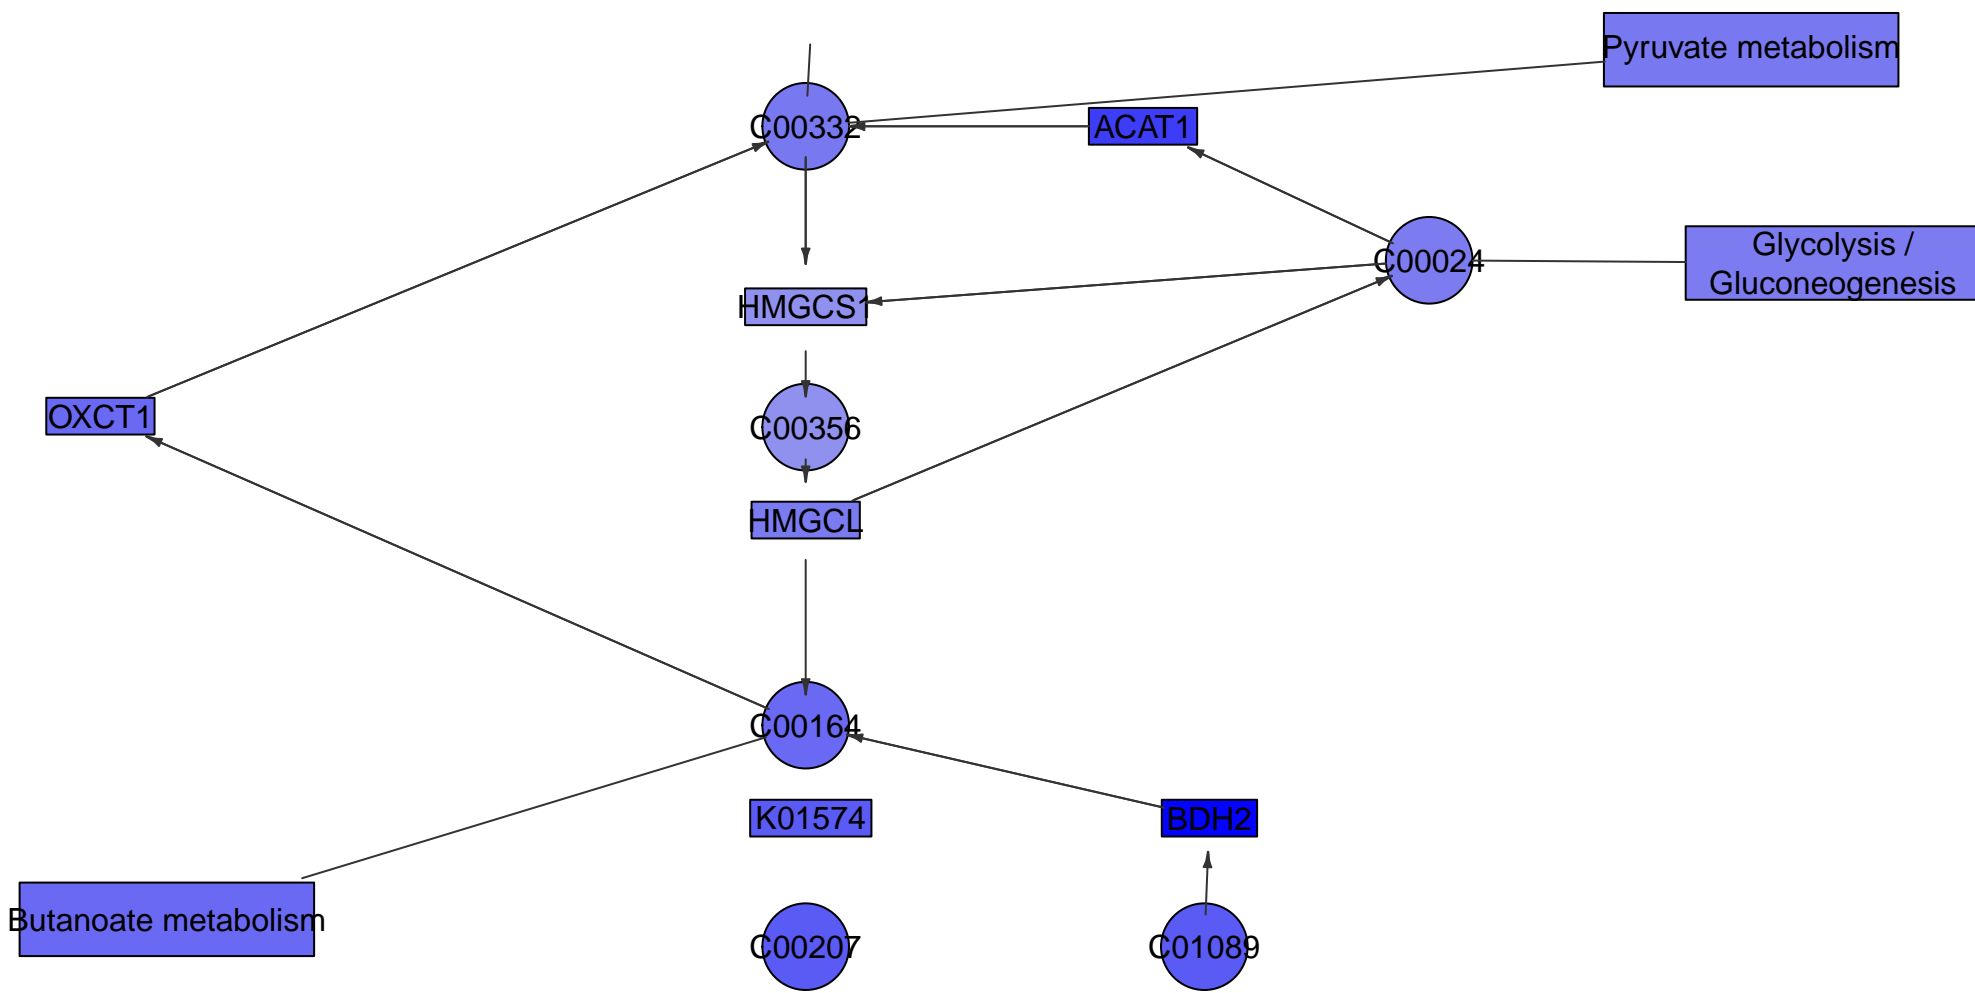 Pyruvate metabolism
C00332
ACAT1
Glycolysis /
Gluconeogenesis
C00024
HMGCS1
OXCT1
C00356
HMGCL
C00164
K01574
BDH2
Butanoate metabolism
C00207
C01089